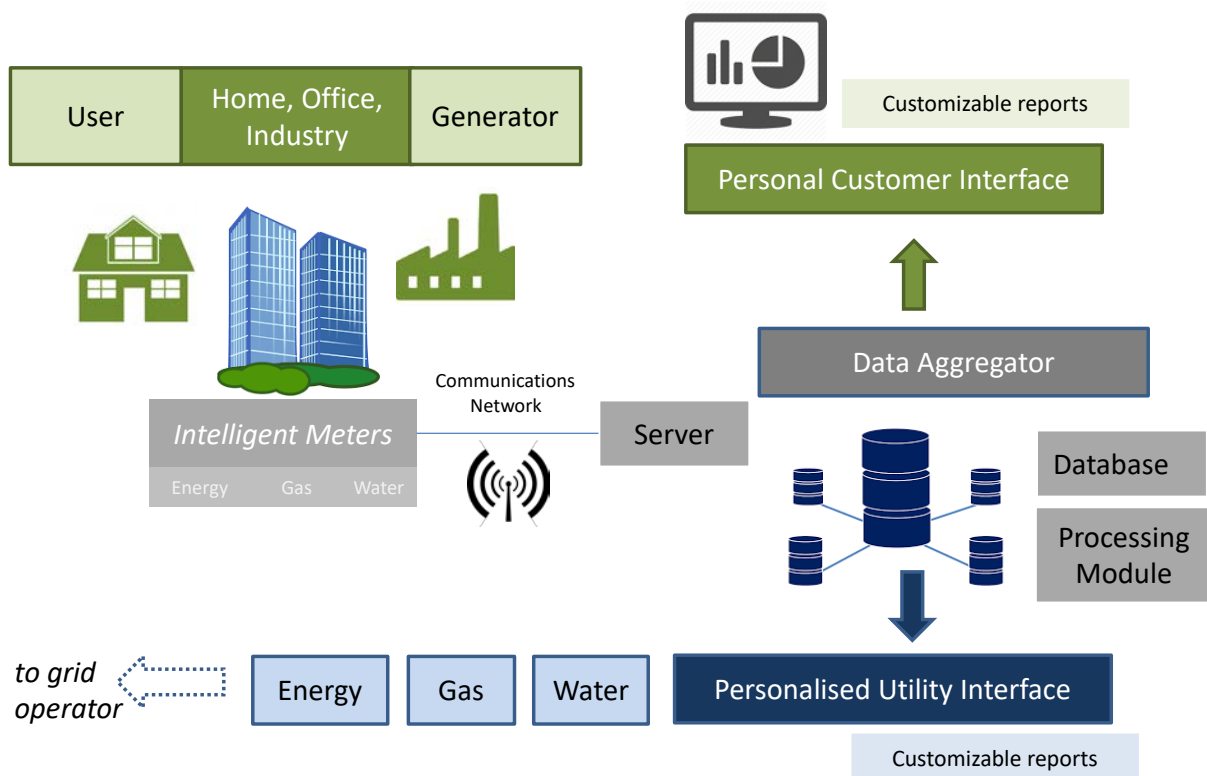 User
Home, Office,
Industry
Generator
Customizable reports
Personal Customer Interface
Data Aggregator
Communications
Network
Intelligent Meters
Energy Gas Water
Server
Database
Processing
Module
to grid
operator
Energy
Gas
Water
Personalised Utility Interface
Customizable reports